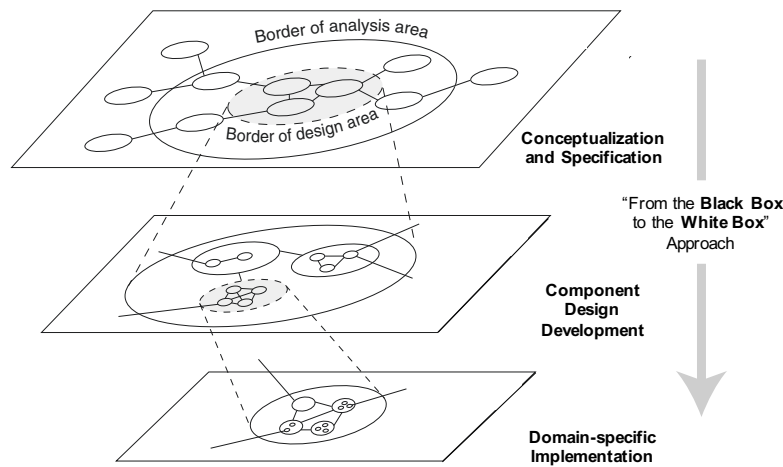 Border of analysis area
Border of design area
Conceptualization
and Specification
“From the Black Box
to the White Box”
Approach
Component
Design
Development
Domain-specific
Implementation